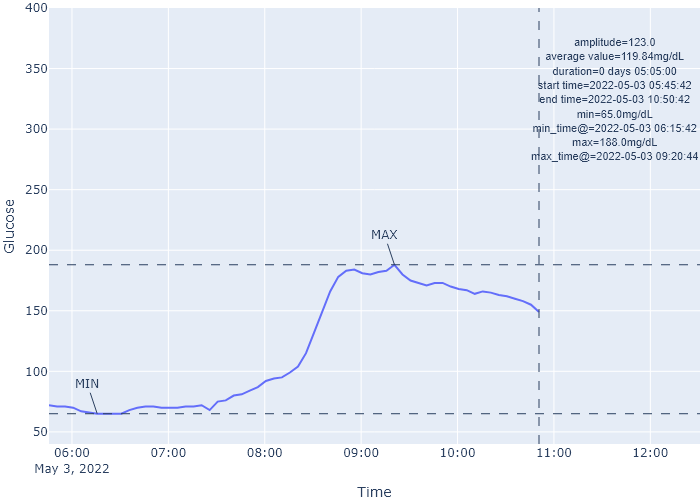 400
350
300
250
200
150
100
50
Glucose
amplitude=123.0
average value=119.84mg/dL
duration=0 days 05:05:00
start time=2022-05-03 05:45:42
end time=2022-05-03 10:50:42
min=65.0mg/dL
min_time@=2022-05-03 06:15:42
max=188.0mg/dL
max_time@=2022-05-03 09:20:44
MAX
MIN
06:00 07:00 08:00 09:00 10:00 11:00 12:00
May 3, 2022
Time